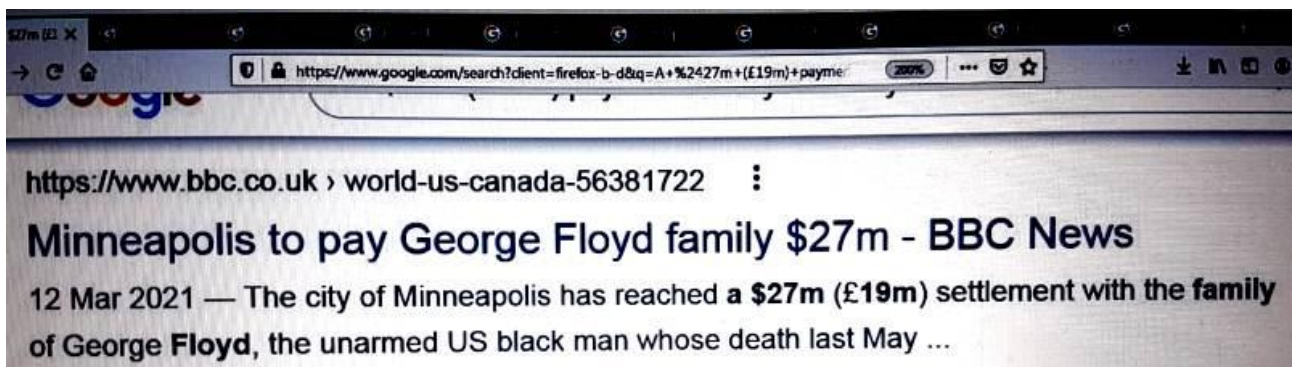 $27m (£1
https://www.google.com/search?client=firefox-b-d&q=A+%2427m+(£19m)+payme
200%
Google
https://www.bbc.co.uk › world-us-canada-56381722
Minneapolis to pay George Floyd family $27m - BBC News
12 Mar 2021 — The city of Minneapolis has reached a $27m (£19m) settlement with the family
of George Floyd, the unarmed US black man whose death last May ...